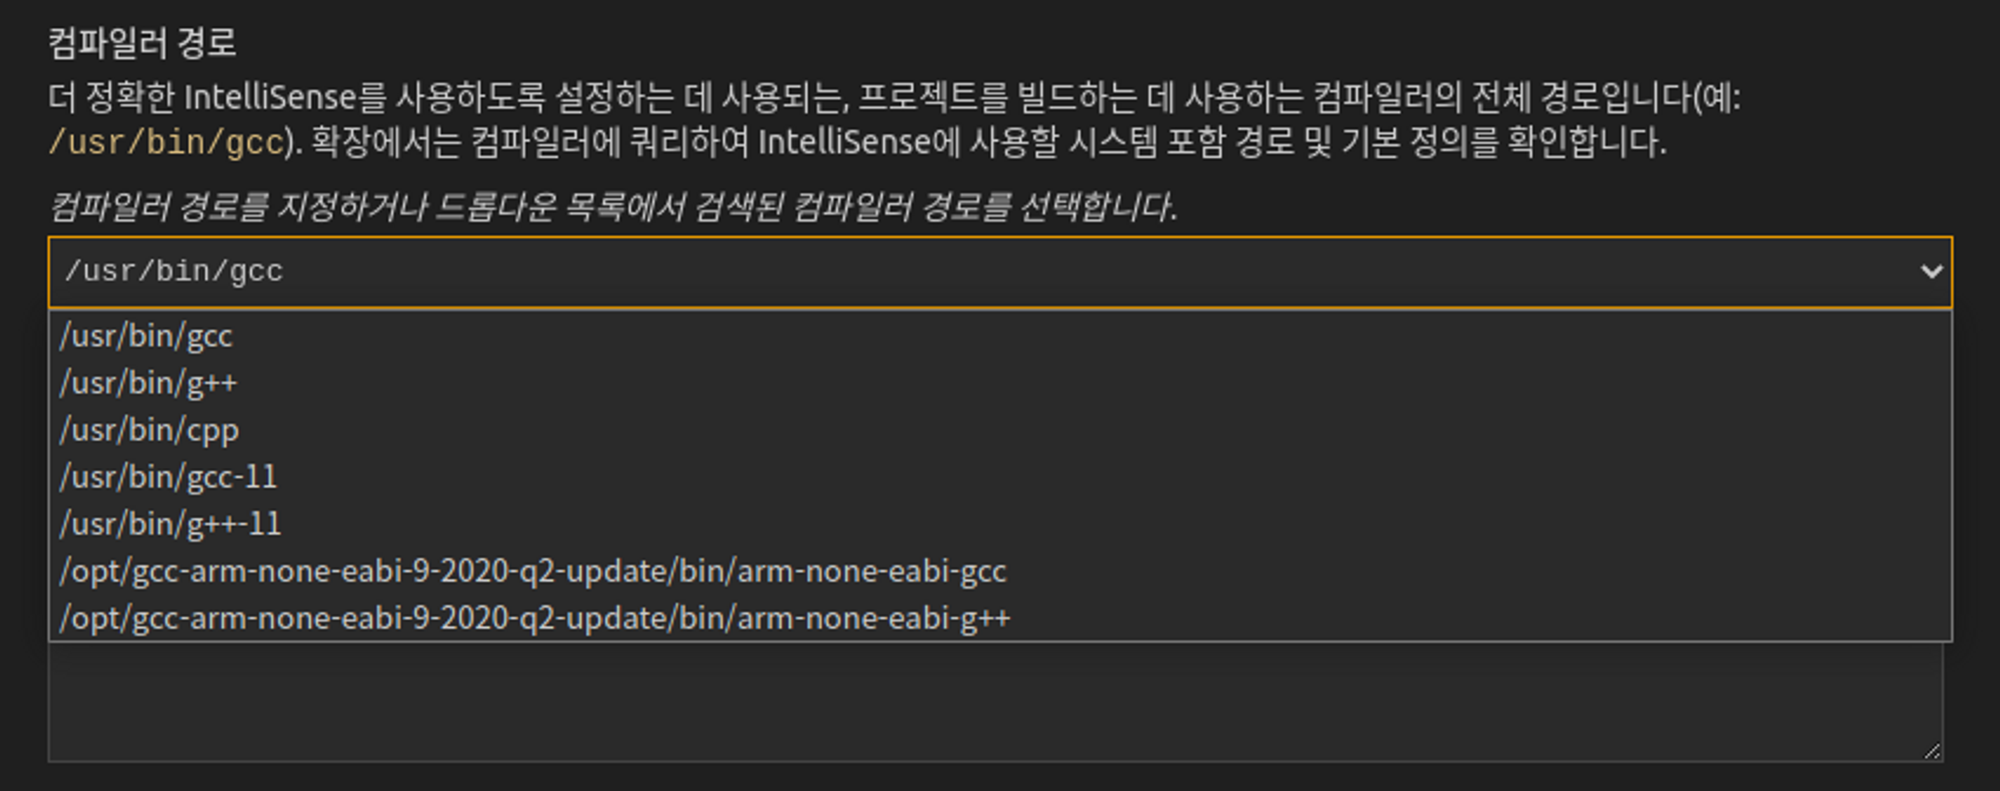 컴파일러 경로
더 정확한 IntelliSense를 사용하도록 설정하는 데 사용되는, 프로젝트를 빌드하는 데 사용하는 컴파일러의 전체 경로입니다(예:
/usr/bin/gcc). 확장에서는 컴파일러에 쿼리하여 IntelliSense에 사용할 시스템 포함 경로 및 기본 정의를 확인합니다.
컴파일러 경로를 지정하거나 드롭다운 목록에서 검색된 컴파일러 경로를 선택합니다.
/usr/bin/gcc
/usr/bin/gcc
/usr/bin/g++
/usr/bin/cpp
/usr/bin/gcc-11
/usr/bin/g++-11
/opt/gcc-arm-none-eabi-9-2020-q2-update/bin/arm-none-eabi-gcc
/opt/gcc-arm-none-eabi-9-2020-q2-update/bin/arm-none-eabi-g++